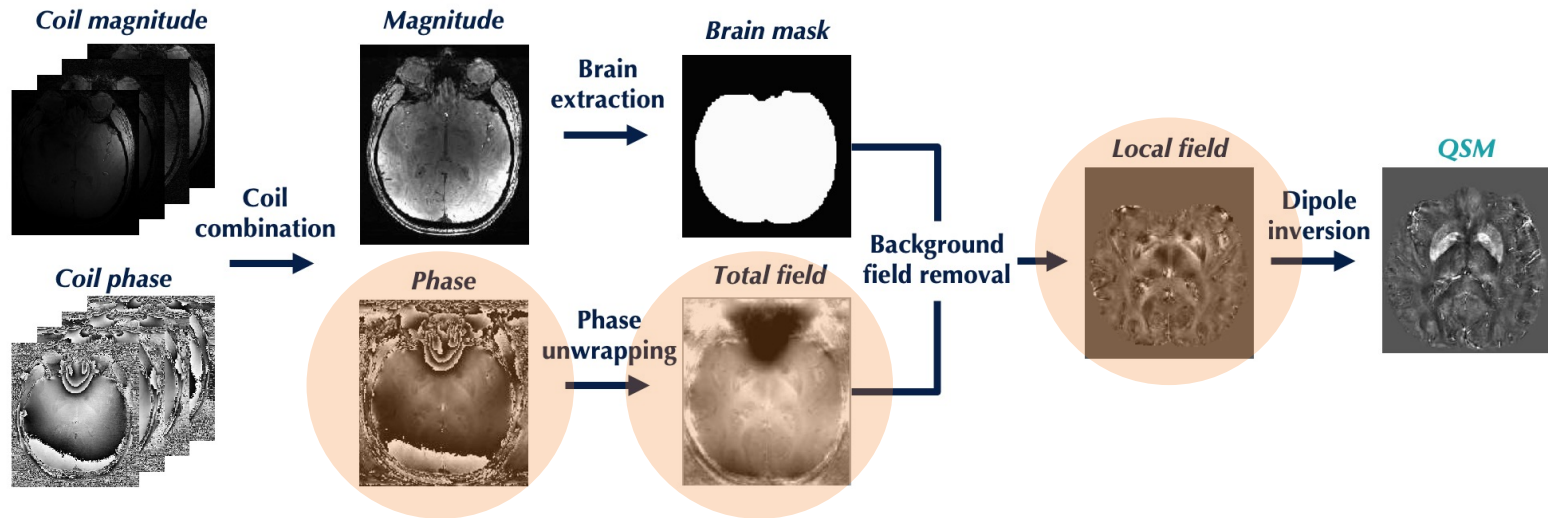 Coil magnitude
Magnitude
Brain mask
Brain
extraction
Coil
combination
Local field
QSM
Dipole
inversion
Background
field removal
Coil phase
Phase
Total field
Phase
unwrapping